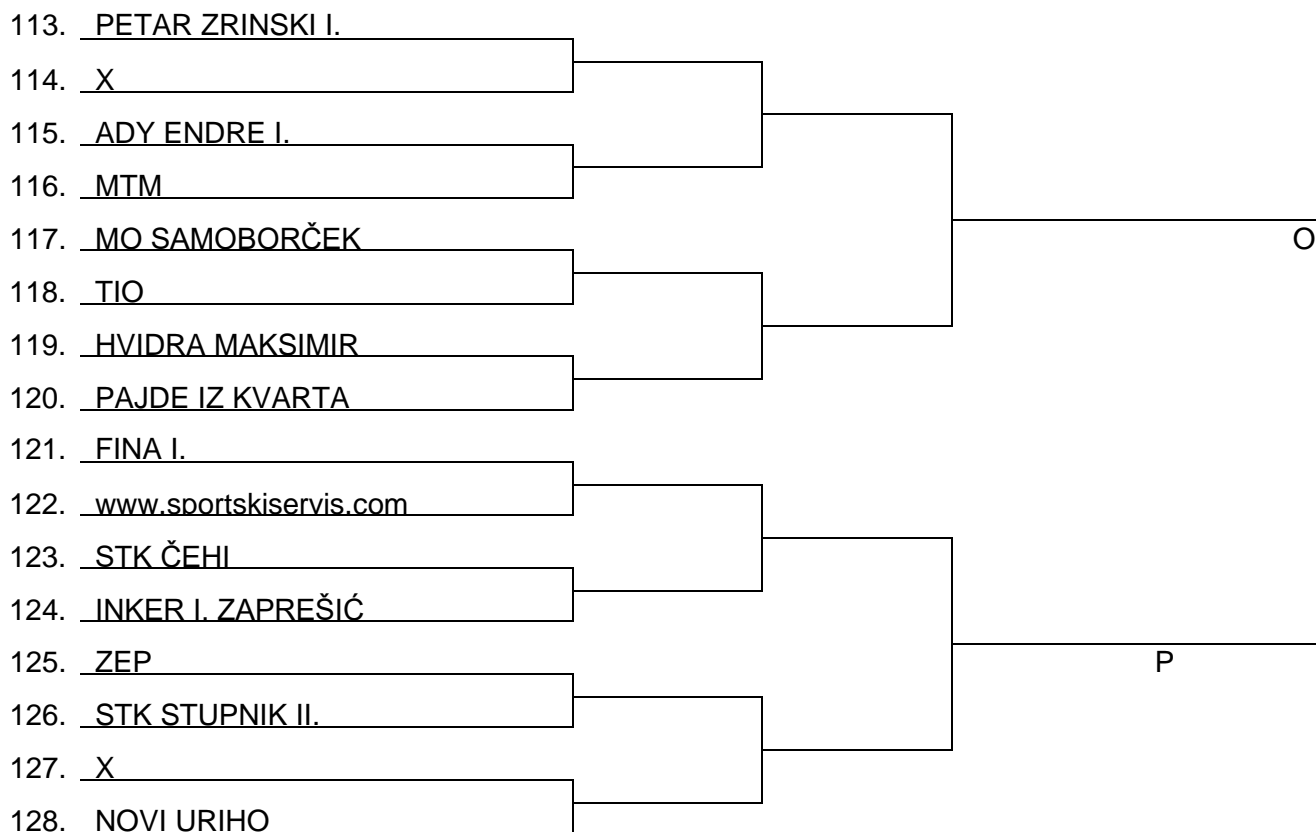 113. PETAR ZRINSKI I.
114. X
115. ADY ENDRE I.
116. MTM
117. MO SAMOBORČEK
O
118. TIO
119. HVIDRA MAKSIMIR
120. PAJDE IZ KVARTA
121. FINA I.
122. www.sportskiservis.com
123. STK ČEHI
124. INKER I. ZAPREŠIĆ
125. ZEP
P
126. STK STUPNIK II.
127. X
128. NOVI URIHO